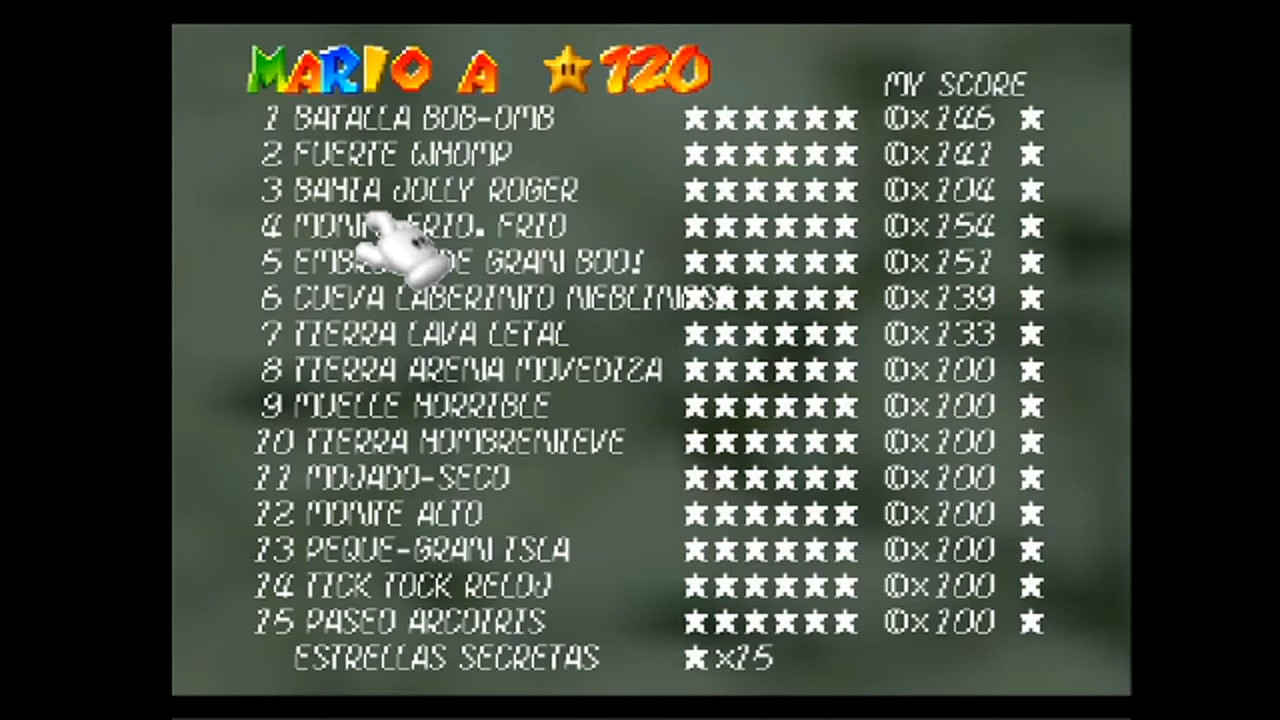 MARIO A ★120
MY SCORE
1 BATALLA BOB-OMB ★★★★★★ ©×146 ★
2 FUERTE WHOMP ★★★★★★ ©×141 ★
3 BAHIA JOLLY ROGER ★★★★★★ ©×104 ★
4 FRIO, FRIO ★★★★★★ ©×154 ★
5 DE GRAN BOO! ★★★★★★ ©×151 ★
6 CUEVA LABERINTO NEBLINOSO ★★★★★★ ©×139 ★
7 TIERRA LAVA LETAL ★★★★★★ ©×133 ★
8 TIERRA ARENA MOVEDIZA ★★★★★★ ©×100 ★
9 MUELLE HORRIBLE ★★★★★★ ©×100 ★
10 TIERRA HOMBRENIEVE ★★★★★★ ©×100 ★
11 MOJADO-SECO ★★★★★★ ©×100 ★
12 MONTE ALTO ★★★★★★ ©×100 ★
13 PEQUE-GRAN ISLA ★★★★★★ ©×100 ★
14 TICK TOCK RELOJ ★★★★★★ ©×100 ★
15 PASEO ARCOIRIS ★★★★★★ ©×100 ★
ESTRELLAS SECRETAS ★×15